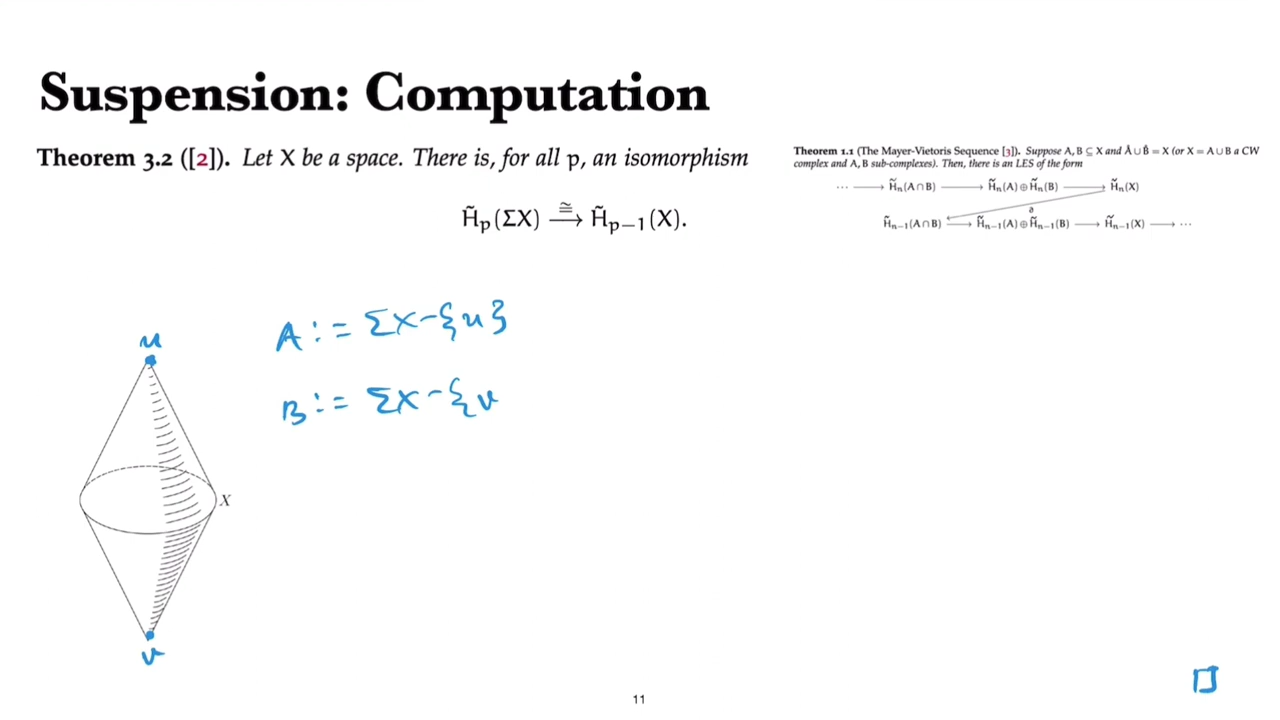 Suspension: Computation
Theorem 3.2 ([2]). Let X be a space. There is, for all p, an isomorphism
H̃ₚ(ΣX) ≅⟶ H̃ₚ₋₁(X).
Theorem 1.1 (The Mayer-Vietoris Sequence [3]). Suppose A, B ⊆ X and Å ∪ B̊ = X (or X = A ∪ B a CW
complex and A, B sub-complexes). Then, there is an LES of the form
⋯ ⟶ H̃ₙ(A∩B) ⟶ H̃ₙ(A)⊕H̃ₙ(B) ⟶ H̃ₙ(X)
∂
H̃ₙ₋₁(A∩B) ⟶ H̃ₙ₋₁(A)⊕H̃ₙ₋₁(B) ⟶ H̃ₙ₋₁(X) ⟶ ⋯
A := ΣX-{u}
B := ΣX-{v
u
X
v
11